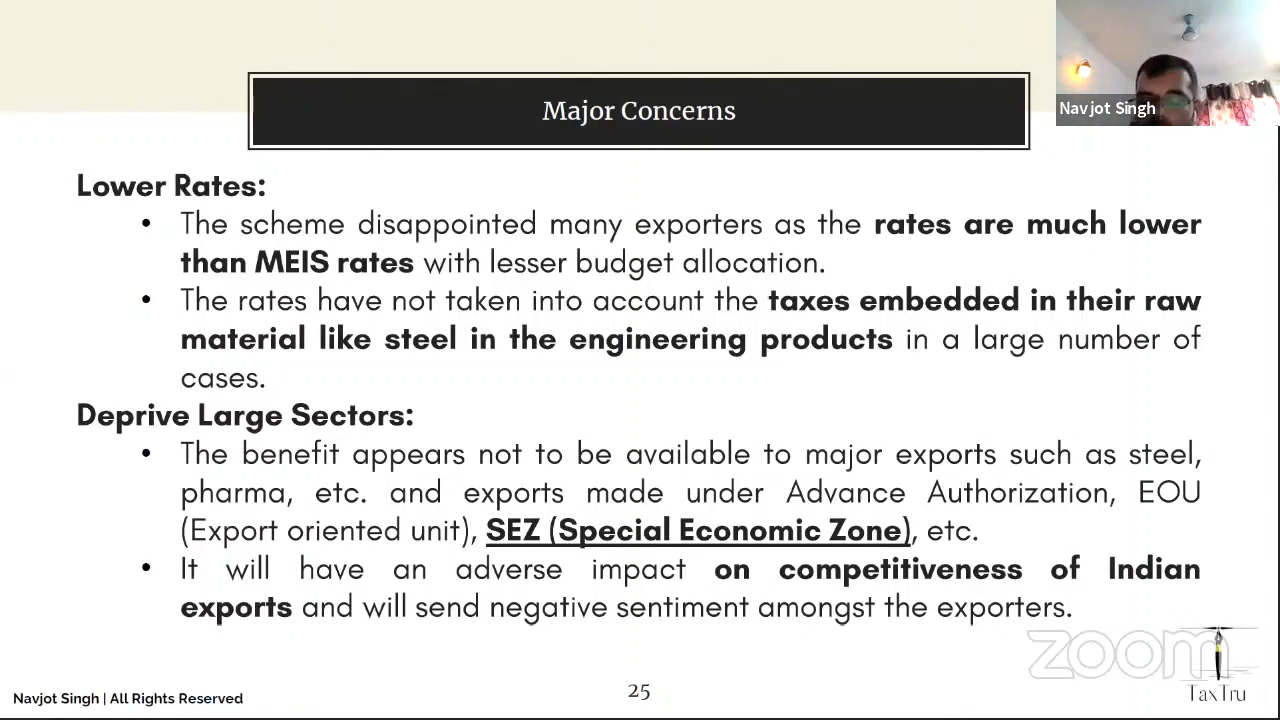 Major Concerns
Navjot Singh
Lower Rates:
• The scheme disappointed many exporters as the rates are much lower
than MEIS rates with lesser budget allocation.
• The rates have not taken into account the taxes embedded in their raw
material like steel in the engineering products in a large number of
cases.
Deprive Large Sectors:
• The benefit appears not to be available to major exports such as steel,
pharma, etc. and exports made under Advance Authorization, EOU
(Export oriented unit), SEZ (Special Economic Zone), etc.
• It will have an adverse impact on competitiveness of Indian
exports and will send negative sentiment amongst the exporters.
zoom
Navjot Singh | All Rights Reserved
25
TaxTru